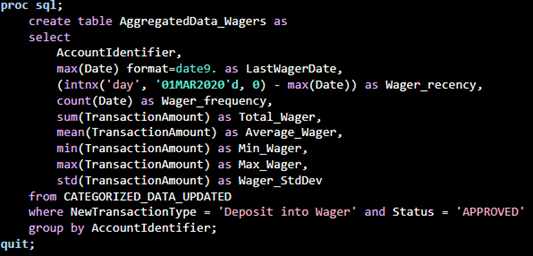 proc sql;
create table AggregatedData_Wagers as
select
AccountIdentifier,
max(Date) format=date9. as LastWagerDate,
(intnx('day', '01MAR2020'd, 0) - max(Date)) as Wager_recency,
count(Date) as Wager_frequency,
sum(TransactionAmount) as Total_Wager,
mean(TransactionAmount) as Average_Wager,
min(TransactionAmount) as Min_Wager,
max(TransactionAmount) as Max_Wager,
std(TransactionAmount) as Wager_StdDev
from CATEGORIZED_DATA_UPDATED
where NewTransactionType = 'Deposit into Wager' and Status = 'APPROVED'
group by AccountIdentifier;
quit;